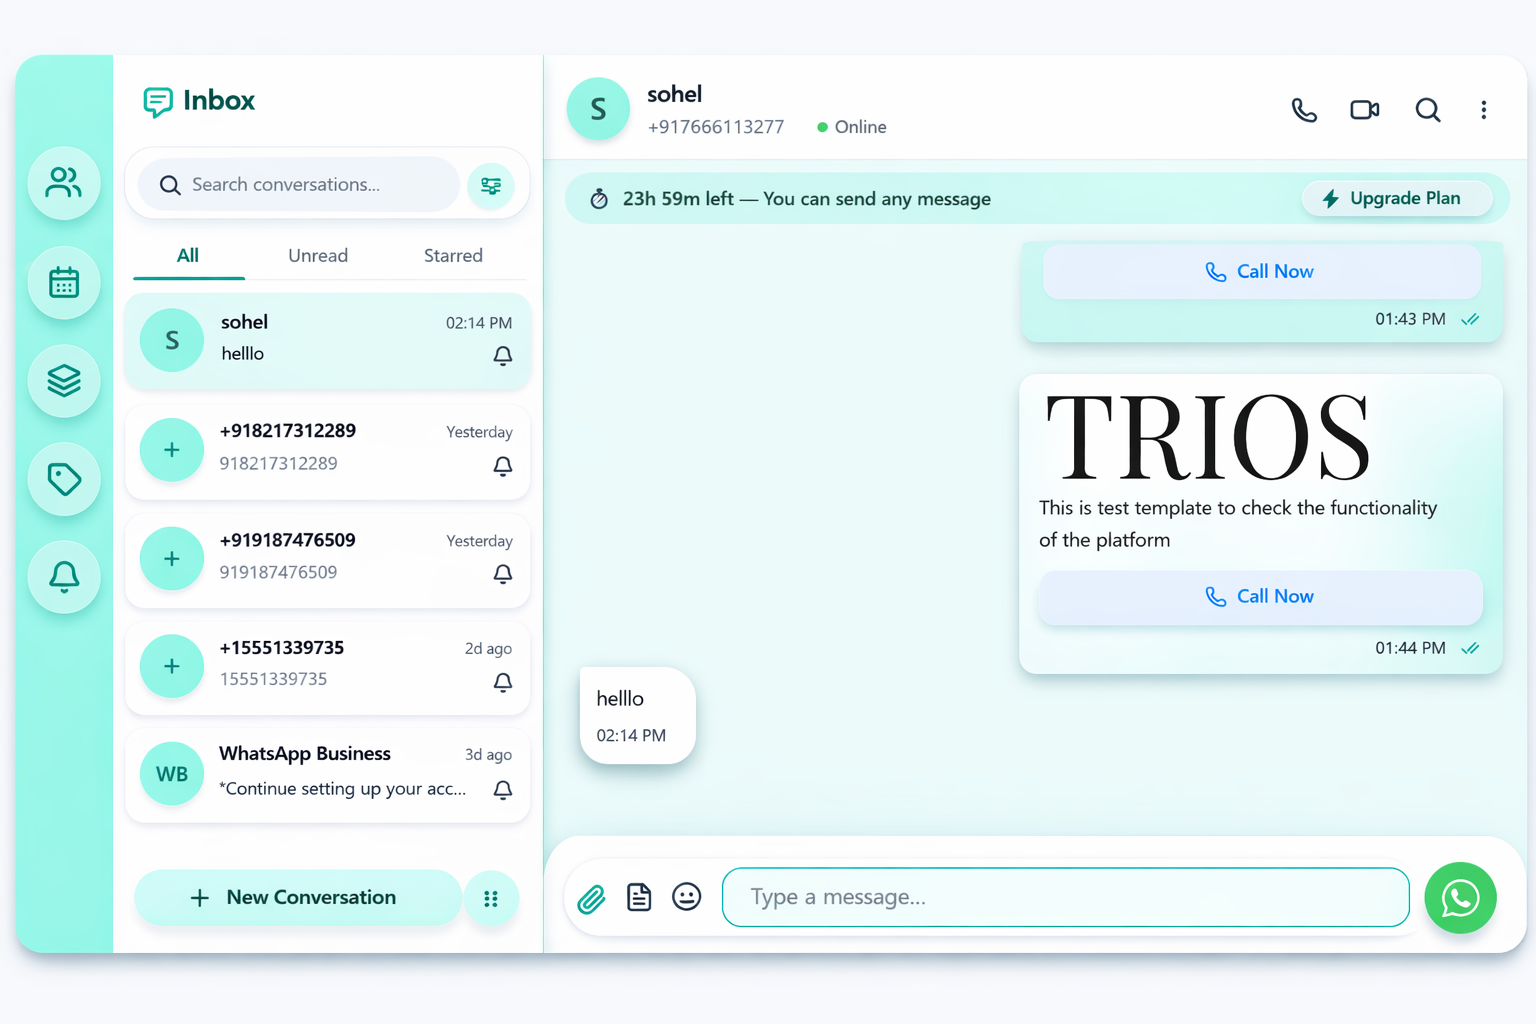 Inbox
Search conversations...
All
Unread
Starred
S
sohel
02:14 PM
helllo
+
+918217312289
Yesterday
918217312289
+
+919187476509
Yesterday
919187476509
+
+15551339735
2d ago
15551339735
WB
WhatsApp Business
3d ago
*Continue setting up your acc...
+ New Conversation
S
sohel
+917666113277
Online
23h 59m left — You can send any message
Upgrade Plan
Call Now
01:43 PM
TRIOS
This is test template to check the functionality
of the platform
Call Now
01:44 PM
helllo
02:14 PM
Type a message...